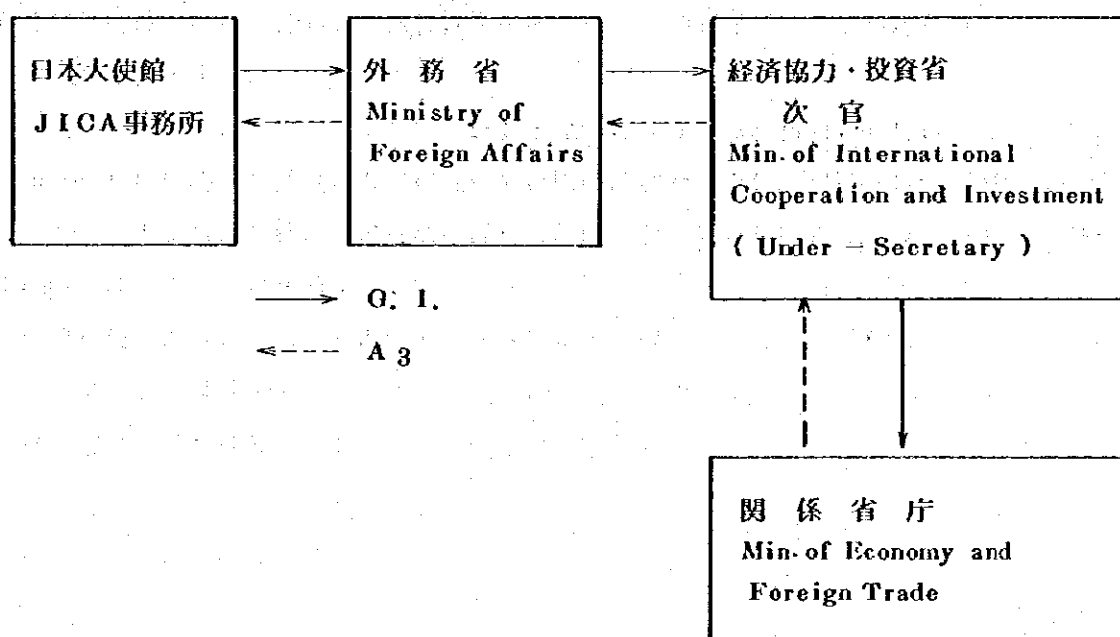 日本大使館
JICA事務所
外務省
Ministry of
Foreign Affairs
経済協力・投資省
次官
Min. of International
Cooperation and Investment
( Under - Secretary )
G. I.
A 3
関係省庁
Min. of Economy and
Foreign Trade